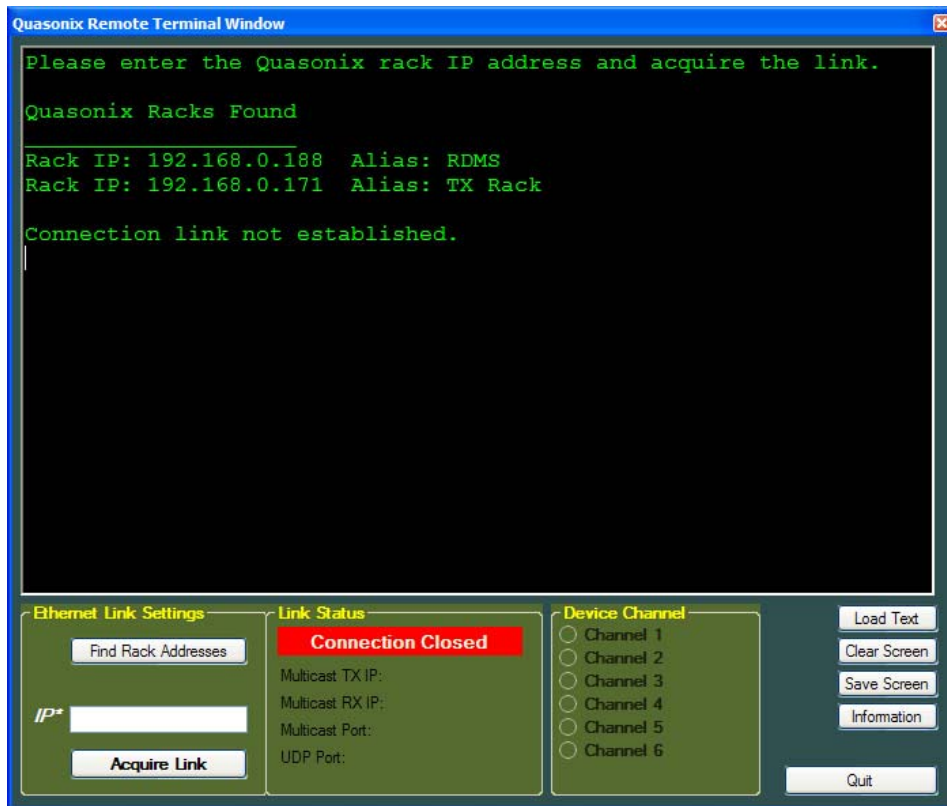 Quasonix Remote Terminal Window
Please enter the Quasonix rack IP address and acquire the link.
Quasonix Racks Found
Rack IP: 192.168.0.188  Alias: RDMS
Rack IP: 192.168.0.171  Alias: TX Rack
Connection link not established.
Ethernet Link Settings
Find Rack Addresses
IP*
Acquire Link
Link Status
Connection Closed
Multicast TX IP:
Multicast RX IP:
Multicast Port:
UDP Port:
Device Channel
Channel 1
Channel 2
Channel 3
Channel 4
Channel 5
Channel 6
Load Text
Clear Screen
Save Screen
Information
Quit